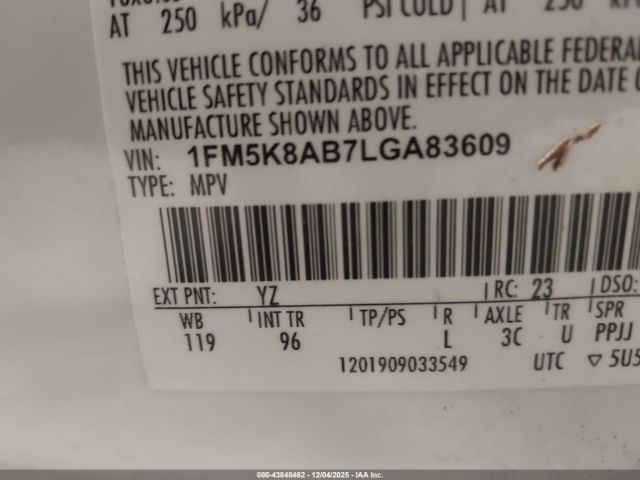 AT 250 kPa/ 36 PSI COLD | AT 250
THIS VEHICLE CONFORMS TO ALL APPLICABLE FEDERAL
VEHICLE SAFETY STANDARDS IN EFFECT ON THE DATE O
MANUFACTURE SHOWN ABOVE.
VIN: 1FM5K8AB7LGA83609
TYPE: MPV
EXT PNT: YZ | RC: 23 | DSO:
WB | INT TR | TP/PS | R | AXLE | TR | SPR
119 96 L 3C U PPJJ
1201909033549 UTC ▽ 5U5
000-43848462 - 12/04/2025 - IAA Inc.